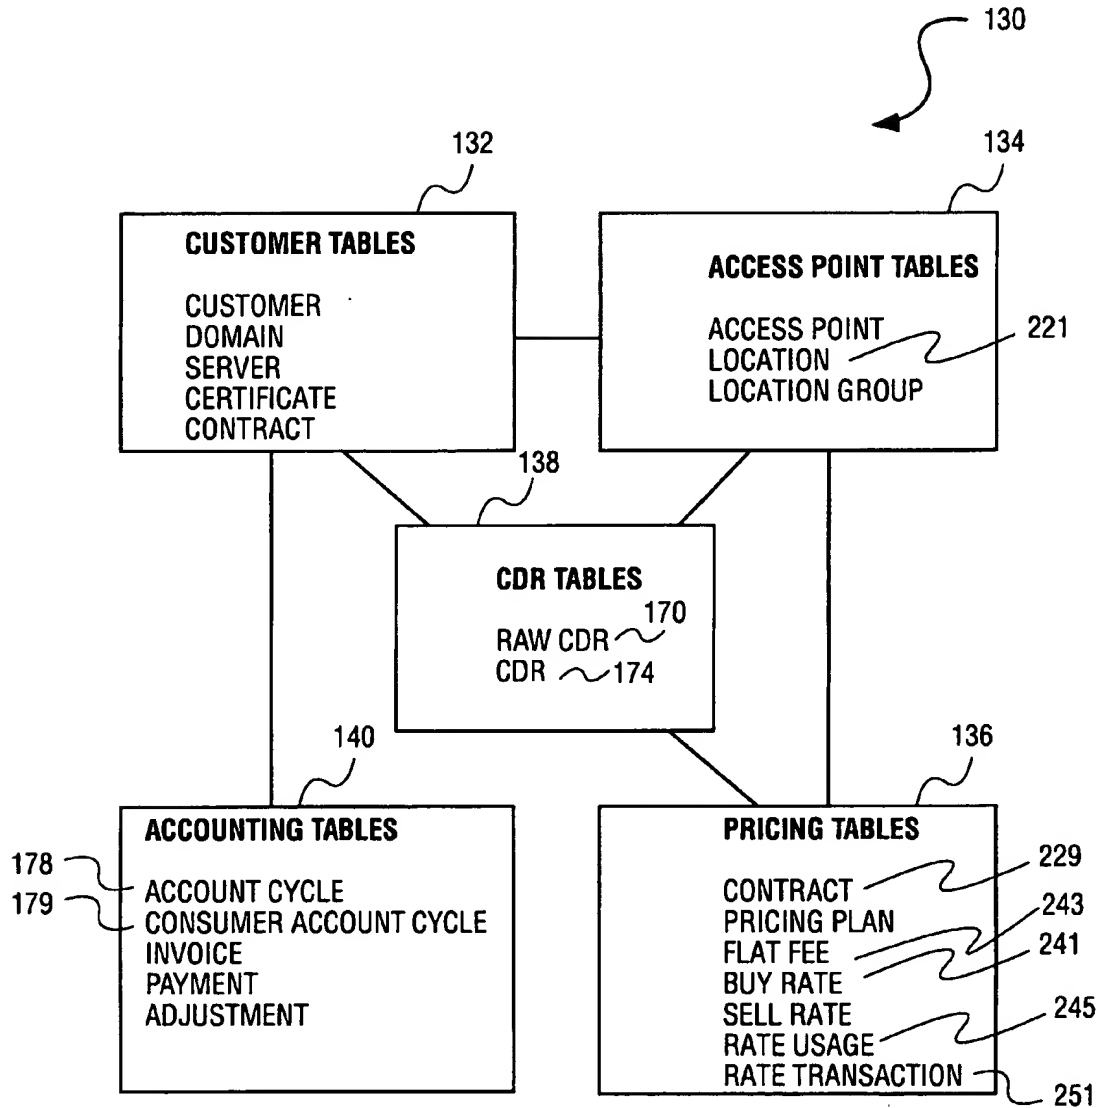 130
132
134
CUSTOMER TABLES
CUSTOMER
DOMAIN
SERVER
CERTIFICATE
CONTRACT
ACCESS POINT TABLES
ACCESS POINT
LOCATION 221
LOCATION GROUP
138
CDR TABLES
RAW CDR 170
CDR 174
140
136
ACCOUNTING TABLES
178 ACCOUNT CYCLE
179 CONSUMER ACCOUNT CYCLE
INVOICE
PAYMENT
ADJUSTMENT
PRICING TABLES
CONTRACT 229
PRICING PLAN
FLAT FEE 243
BUY RATE 241
SELL RATE
RATE USAGE 245
RATE TRANSACTION 251